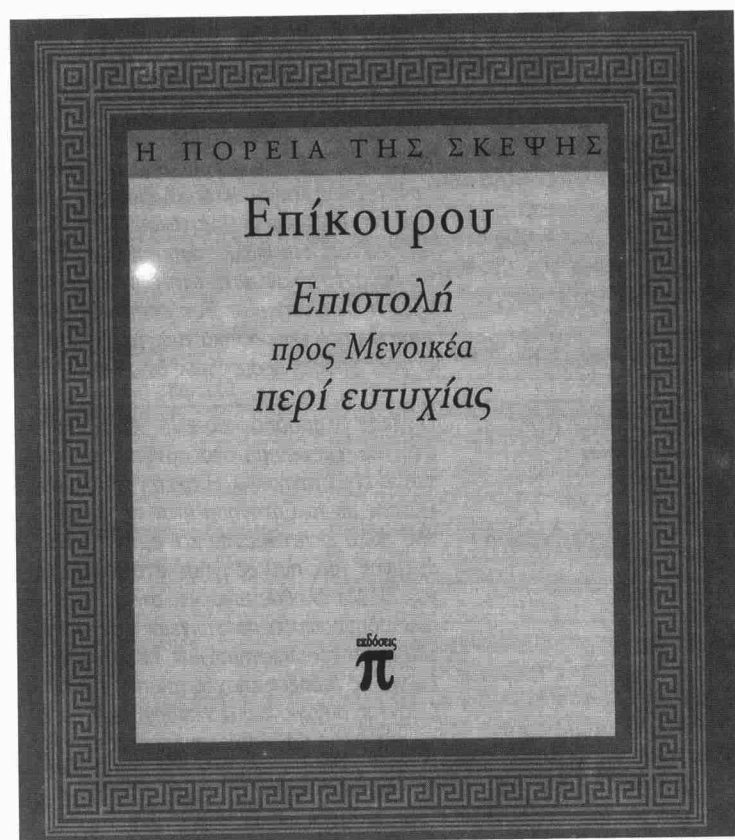 Η ΠΟΡΕΙΑ ΤΗΣ ΣΚΕΨΗΣ
Επίκουρου
Επιστολή
προς Μενοικέα
περί ευτυχίας
εκδόσεις
π